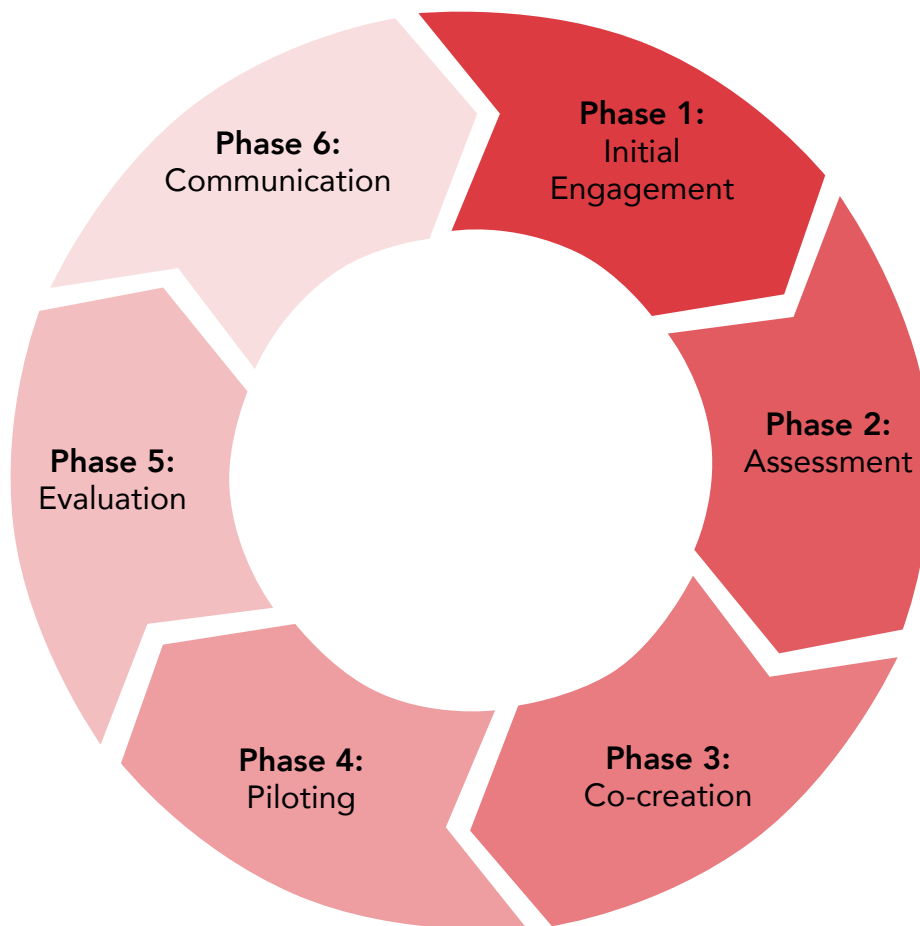 Phase 1:
Initial
Engagement
Phase 2:
Assessment
Phase 3:
Co-creation
Phase 4:
Piloting
Phase 5:
Evaluation
Phase 6:
Communication